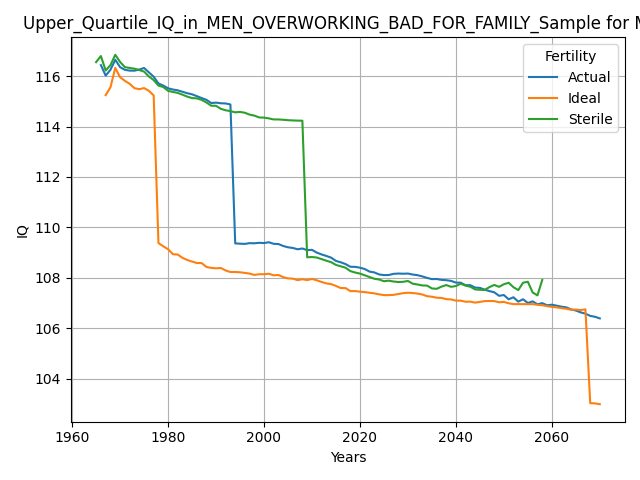 Upper_Quartile_IQ_in_MEN_OVERWORKING_BAD_FOR_FAMILY_Sample for
Fertility
Actual
Ideal
Sterile
116
114
112
110
108
106
104
IQ
1960
1980
2000
2020
2040
2060
Years